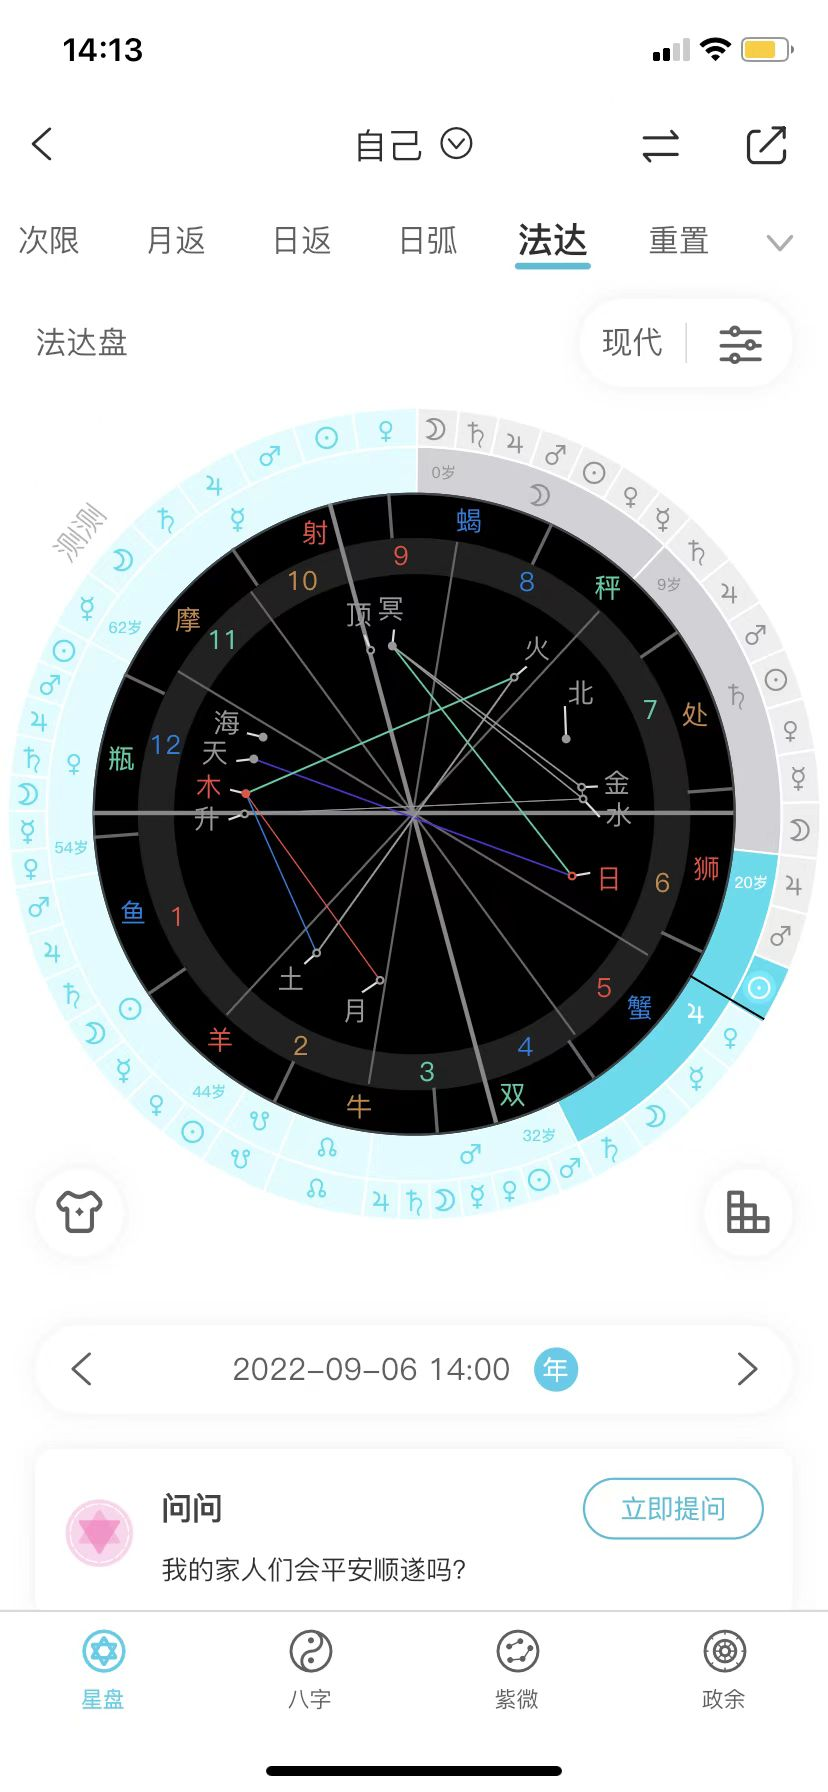 14:13
自己
次限 月返 日返 日弧 法达 重置
法达盘 现代
测测
0岁
9岁
20岁
32岁
44岁
54岁
62岁
射 9 蝎
10 8 秤
摩 顶 冥
11 火
北 7 处
海
瓶 12 天
木 金
升 水
日 6 狮
鱼 1
土 5 蟹
月
羊 2 4
3
牛 双
2022-09-06 14:00 年
问问 立即提问
我的家人们会平安顺遂吗?
星盘 八字 紫微 政余